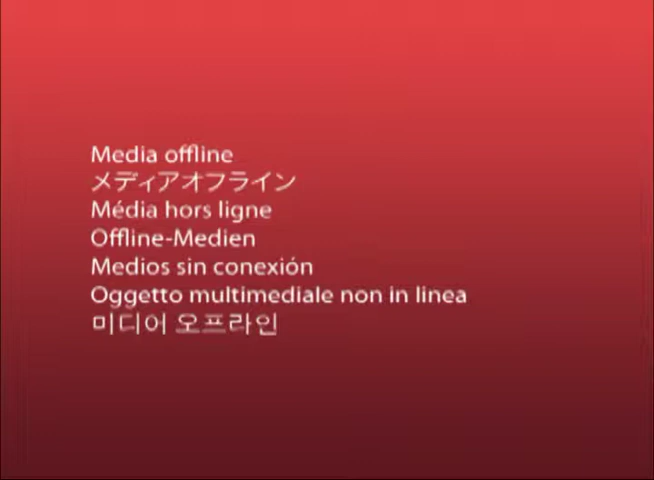 Media offline
メディアオフライン
Média hors ligne
Offline-Medien
Medios sin conexión
Oggetto multimediale non in linea
미디어 오프라인